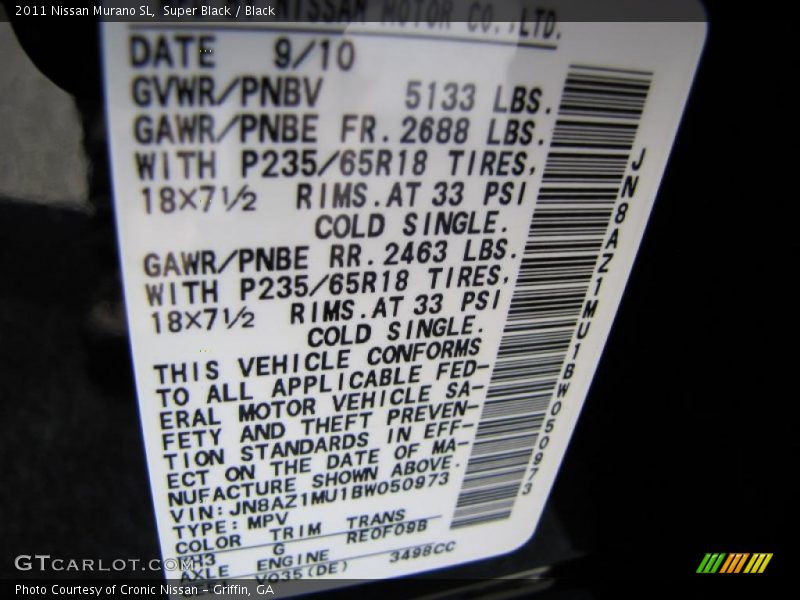 2011 Nissan Murano SL,  Super Black / Black
NISSAN MOTOR CO.,LTD.
DATE 9/10
GVWR/PNBV 5133 LBS.
GAWR/PNBE FR. 2688 LBS.
WITH P235/65R18 TIRES,
18×7½ RIMS. AT 33 PSI
COLD SINGLE.
GAWR/PNBE RR. 2463 LBS.
WITH P235/65R18 TIRES,
18×7½ RIMS. AT 33 PSI
COLD SINGLE.
THIS VEHICLE CONFORMS
TO ALL APPLICABLE FED-
ERAL MOTOR VEHICLE SA-
FETY AND THEFT PREVEN-
TION STANDARDS IN EFF-
ECT ON THE DATE OF MA-
NUFACTURE SHOWN ABOVE.
VIN:JN8AZ1MU1BW050973
TYPE:MPV
COLOR TRIM TRANS
KH3 G RE0F09B
AXLE ENGINE
VQ35(DE) 3498CC
JN8AZ1MU1BW050973
GTCARLOT.COM
Photo Courtesy of Cronic Nissan - Griffin, GA